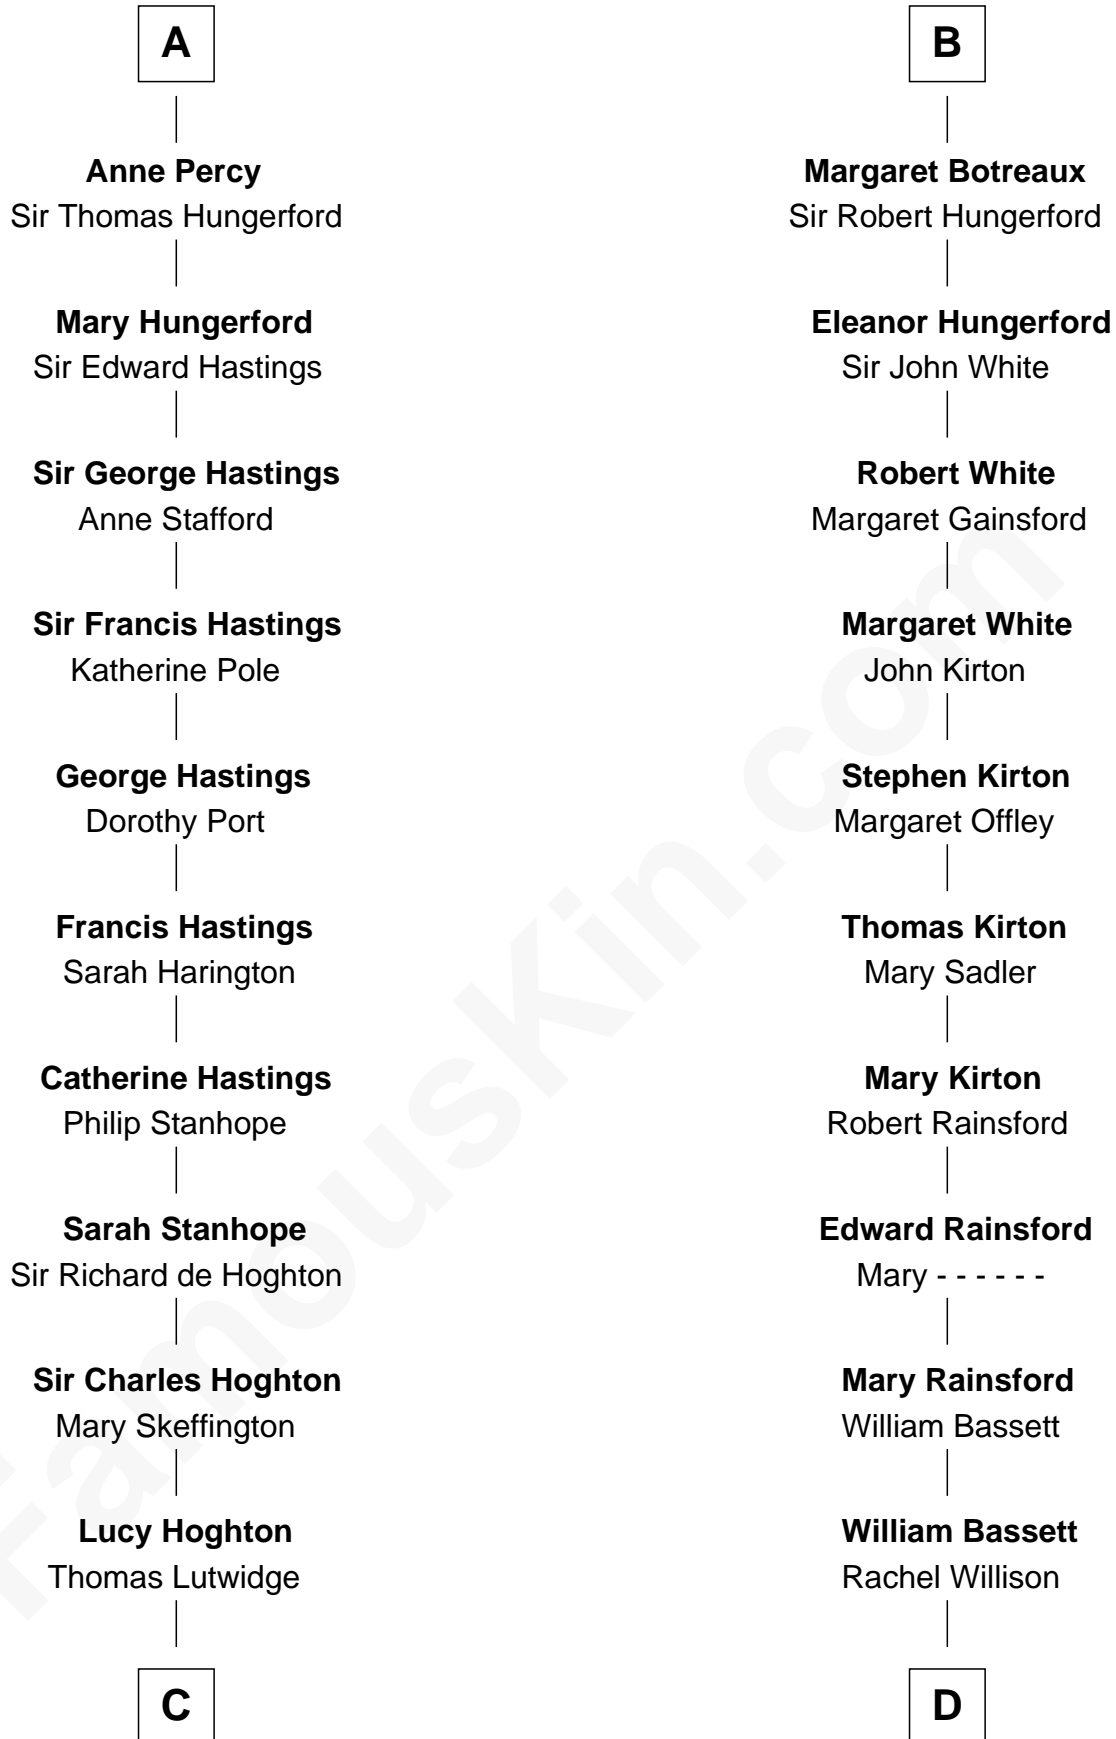 A
Anne Percy
Sir Thomas Hungerford
Mary Hungerford
Sir Edward Hastings
Sir George Hastings
Anne Stafford
Sir Francis Hastings
Katherine Pole
George Hastings
Dorothy Port
Francis Hastings
Sarah Harington
Catherine Hastings
Philip Stanhope
Sarah Stanhope
Sir Richard de Hoghton
Sir Charles Hoghton
Mary Skeffington
Lucy Hoghton
Thomas Lutwidge
C
B
Margaret Botreaux
Sir Robert Hungerford
Eleanor Hungerford
Sir John White
Robert White
Margaret Gainsford
Margaret White
John Kirton
Stephen Kirton
Margaret Offley
Thomas Kirton
Mary Sadler
Mary Kirton
Robert Rainsford
Edward Rainsford
Mary - - - - - -
Mary Rainsford
William Bassett
William Bassett
Rachel Willison
D
FamousKin.com